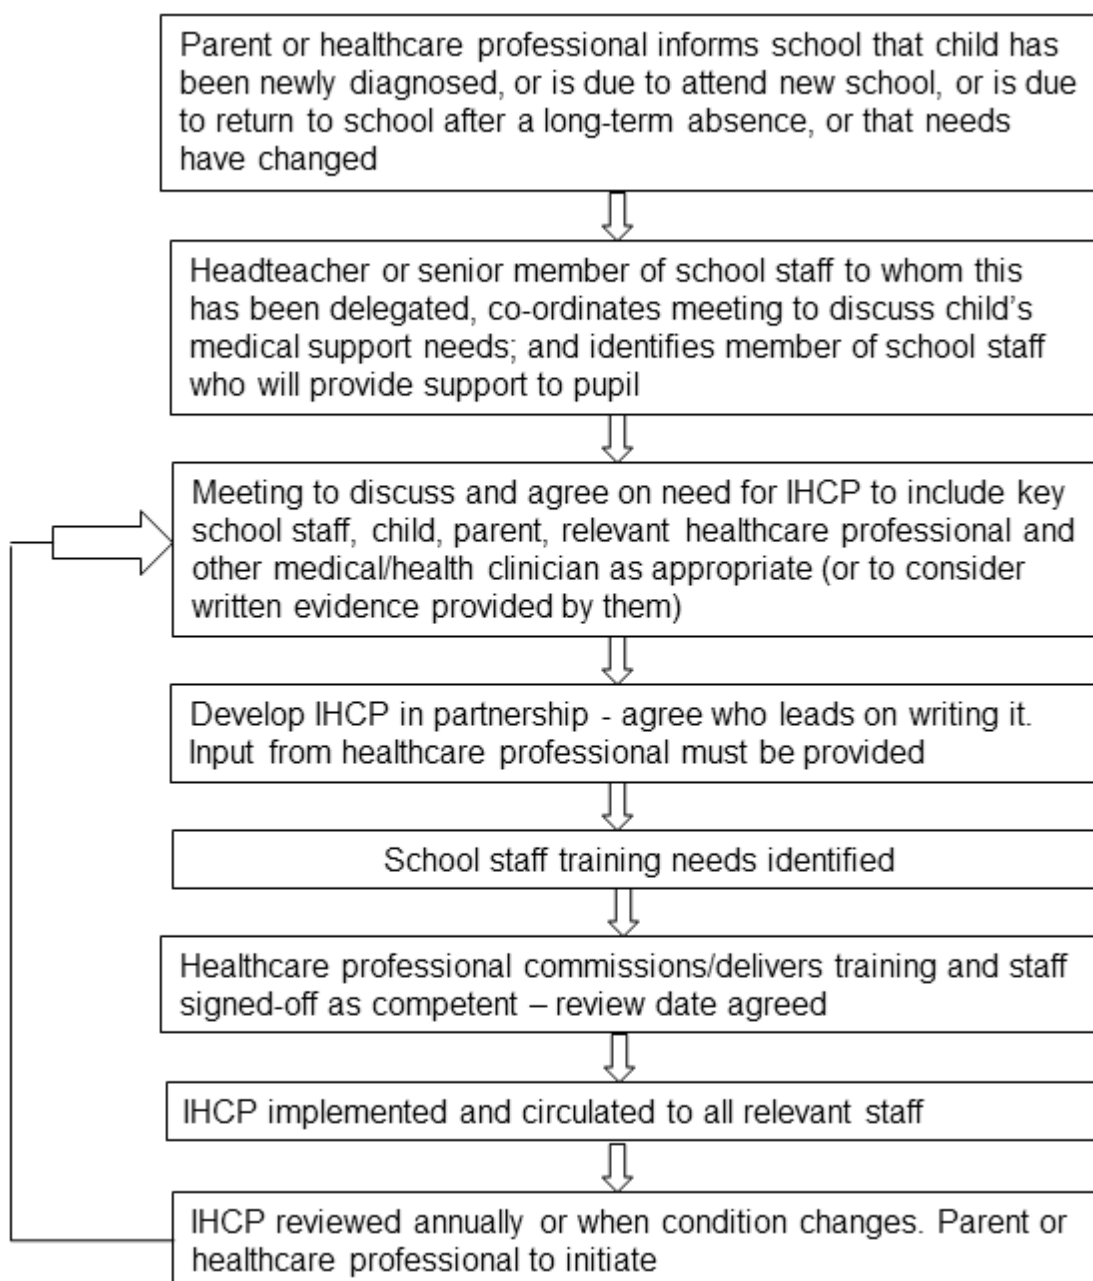 Parent or healthcare professional informs school that child has
been newly diagnosed, or is due to attend new school, or is due
to return to school after a long-term absence, or that needs
have changed
Headteacher or senior member of school staff to whom this
has been delegated, co-ordinates meeting to discuss child’s
medical support needs; and identifies member of school staff
who will provide support to pupil
Meeting to discuss and agree on need for IHCP to include key
school staff, child, parent, relevant healthcare professional and
other medical/health clinician as appropriate (or to consider
written evidence provided by them)
Develop IHCP in partnership - agree who leads on writing it.
Input from healthcare professional must be provided
School staff training needs identified
Healthcare professional commissions/delivers training and staff
signed-off as competent – review date agreed
IHCP implemented and circulated to all relevant staff
IHCP reviewed annually or when condition changes. Parent or
healthcare professional to initiate